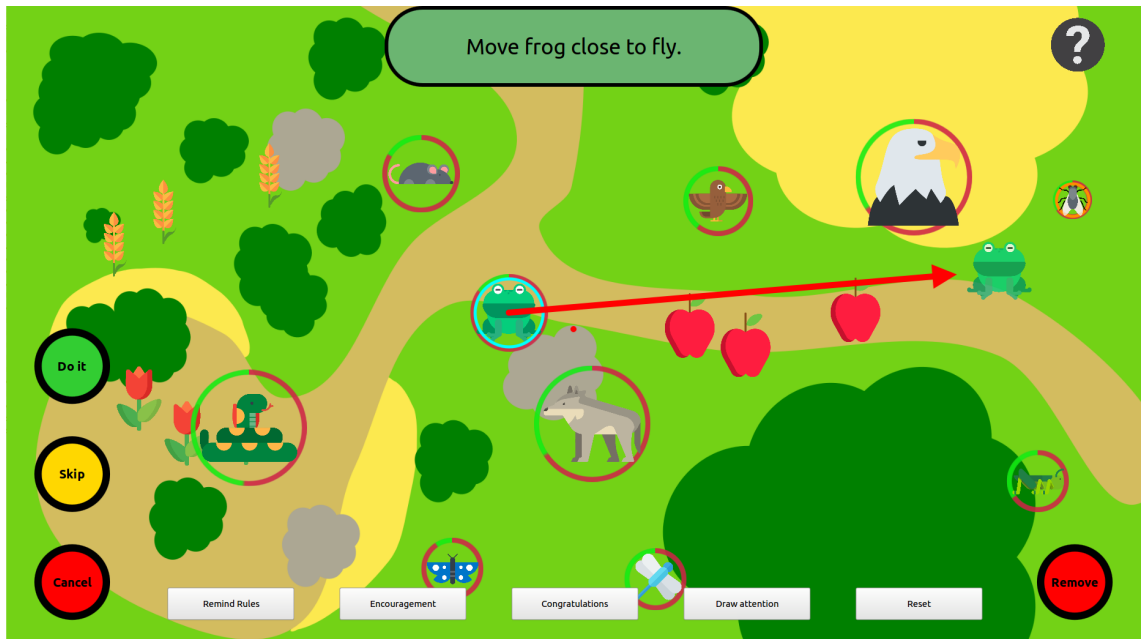 Move frog close to fly.
?
Do it
Skip
Cancel
Remove
Remind Rules
Encouragement
Congratulations
Draw attention
Reset